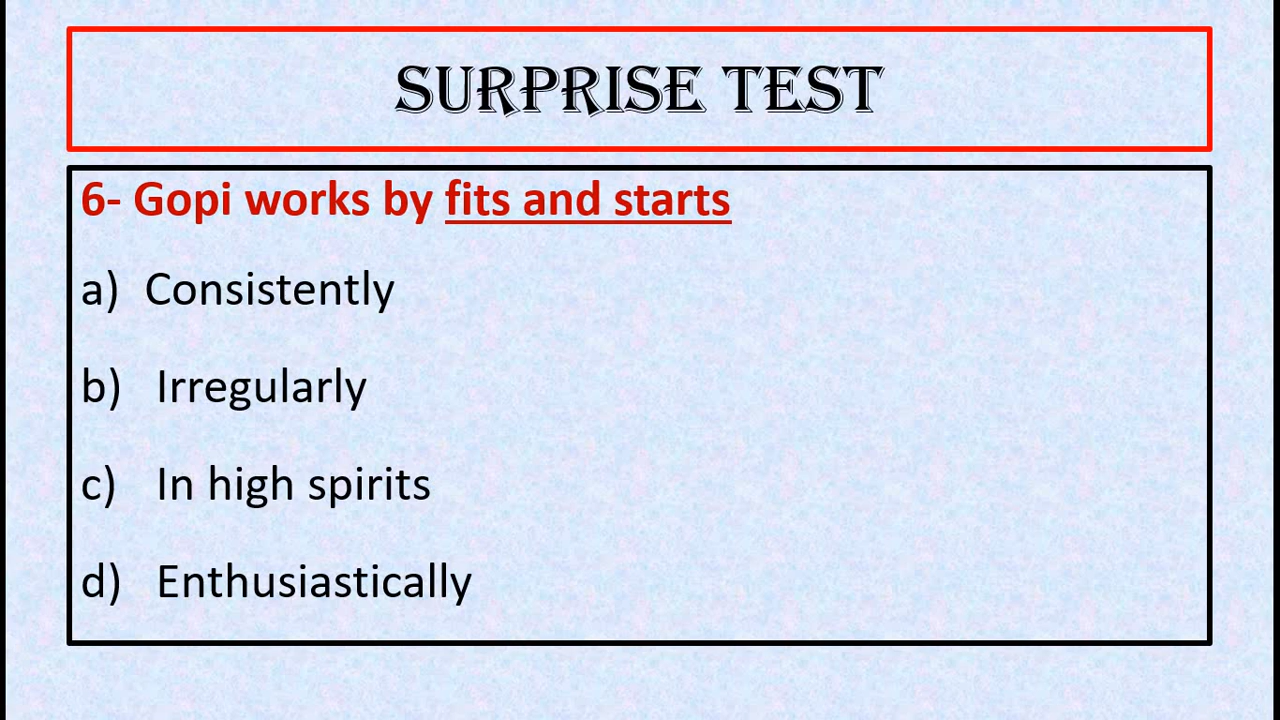 SURPRISE TEST
6- Gopi works by fits and starts
a) Consistently
b) Irregularly
c) In high spirits
d) Enthusiastically